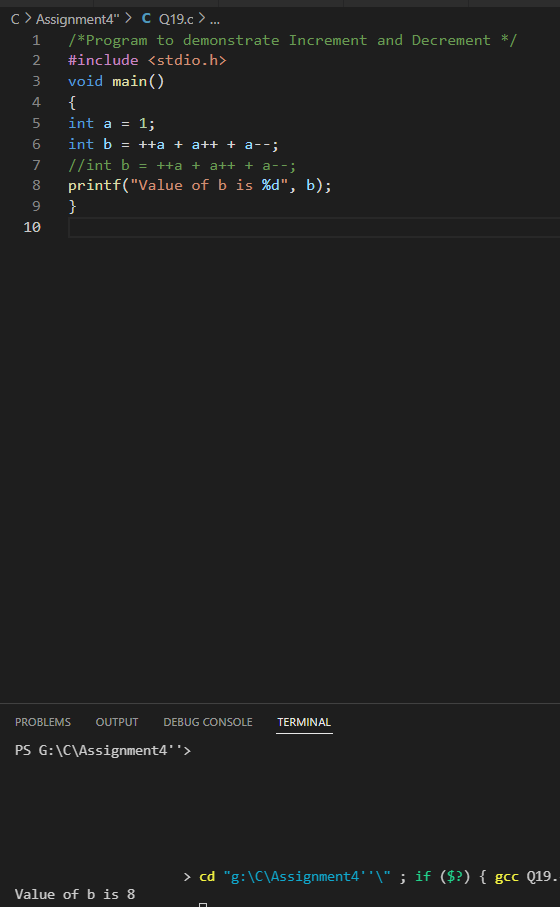 C > Assignment4'' > C Q19.c > ...
1 /*Program to demonstrate Increment and Decrement */
2 #include <stdio.h>
3 void main()
4 {
5 int a = 1;
6 int b = ++a + a++ + a--;
7 //int b = ++a + a++ + a--;
8 printf("Value of b is %d", b);
9 }
10
PROBLEMS OUTPUT DEBUG CONSOLE TERMINAL
PS G:\C\Assignment4''>
> cd "g:\C\Assignment4''\" ; if ($?) { gcc Q19.
Value of b is 8